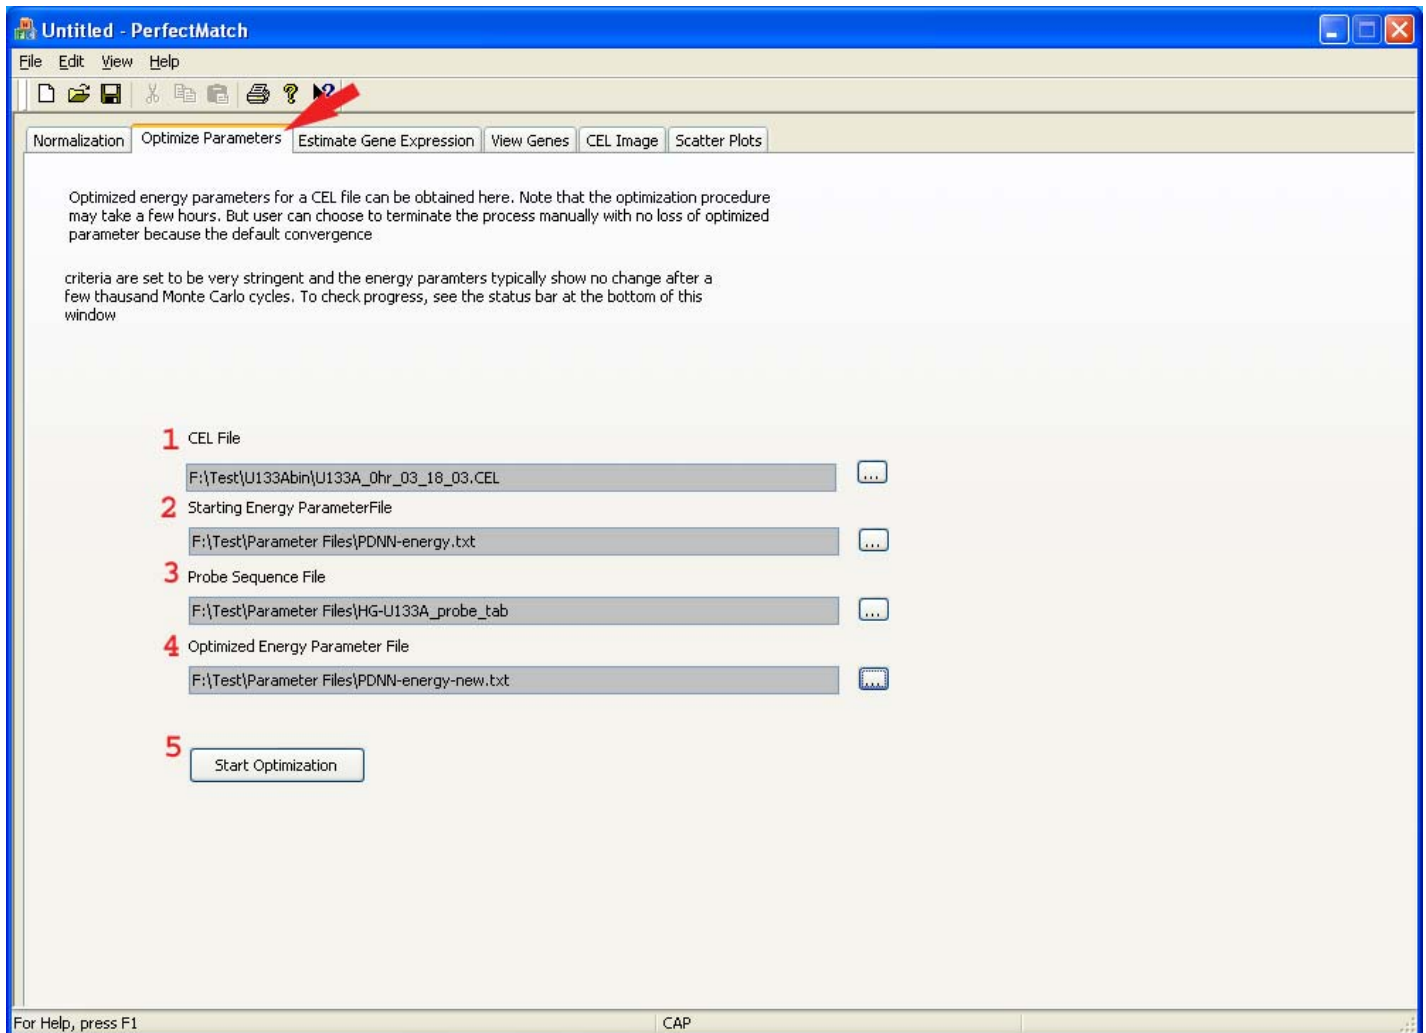 Untitled - PerfectMatch
File Edit View Help
Normalization Optimize Parameters Estimate Gene Expression View Genes CEL Image Scatter Plots
Optimized energy parameters for a CEL file can be obtained here. Note that the optimization procedure
may take a few hours. But user can choose to terminate the process manually with no loss of optimized
parameter because the default convergence
criteria are set to be very stringent and the energy paramters typically show no change after a
few thausand Monte Carlo cycles. To check progress, see the status bar at the bottom of this
window
1 CEL File
F:\Test\U133Abin\U133A_0hr_03_18_03.CEL
...
2 Starting Energy ParameterFile
F:\Test\Parameter Files\PDNN-energy.txt
...
3 Probe Sequence File
F:\Test\Parameter Files\HG-U133A_probe_tab
...
4 Optimized Energy Parameter File
F:\Test\Parameter Files\PDNN-energy-new.txt
...
5 Start Optimization
For Help, press F1 CAP